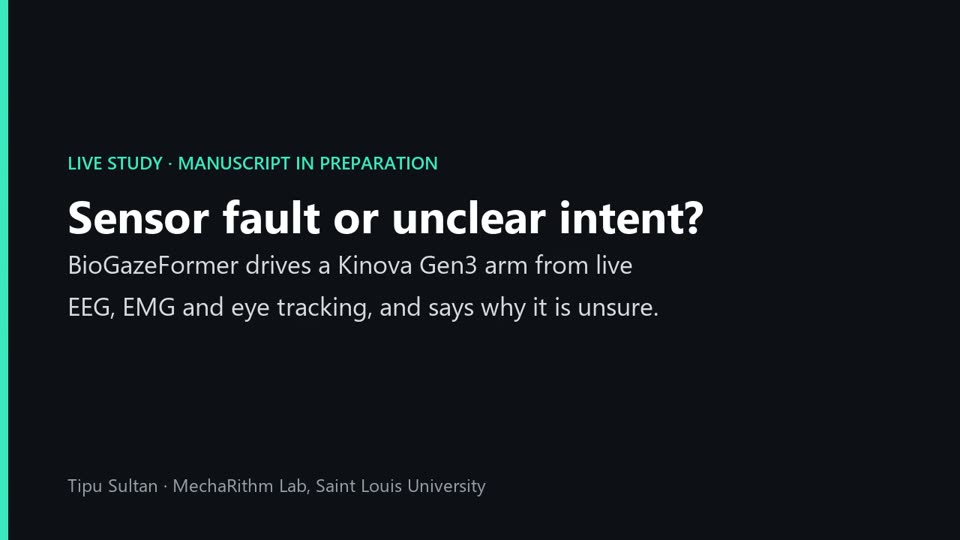 LIVE STUDY · MANUSCRIPT IN PREPARATION
Sensor fault or unclear intent?
BioGazeFormer drives a Kinova Gen3 arm from live
EEG, EMG and eye tracking, and says why it is unsure.
Tipu Sultan · MechaRithm Lab, Saint Louis University